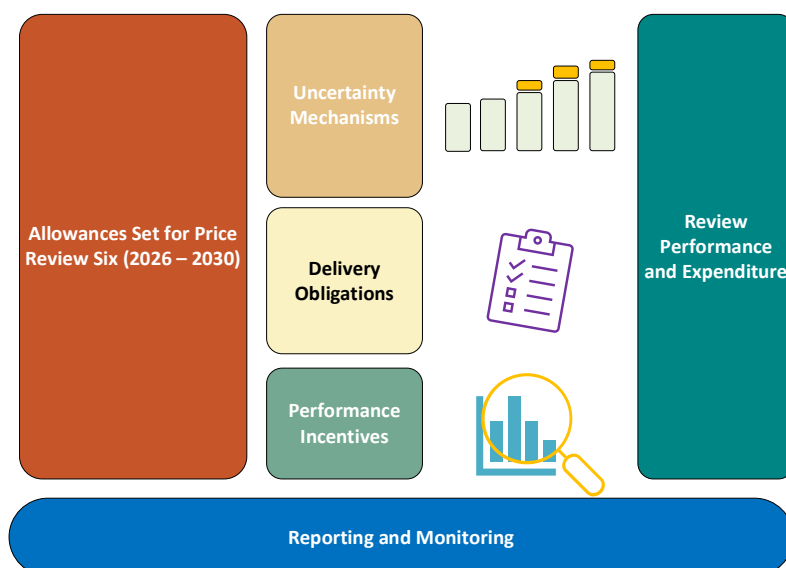 Uncertainty
Mechanisms
Allowances Set for Price
Review Six (2026 – 2030)
Delivery
Obligations
Performance
Incentives
Review
Performance
and Expenditure
Reporting and Monitoring